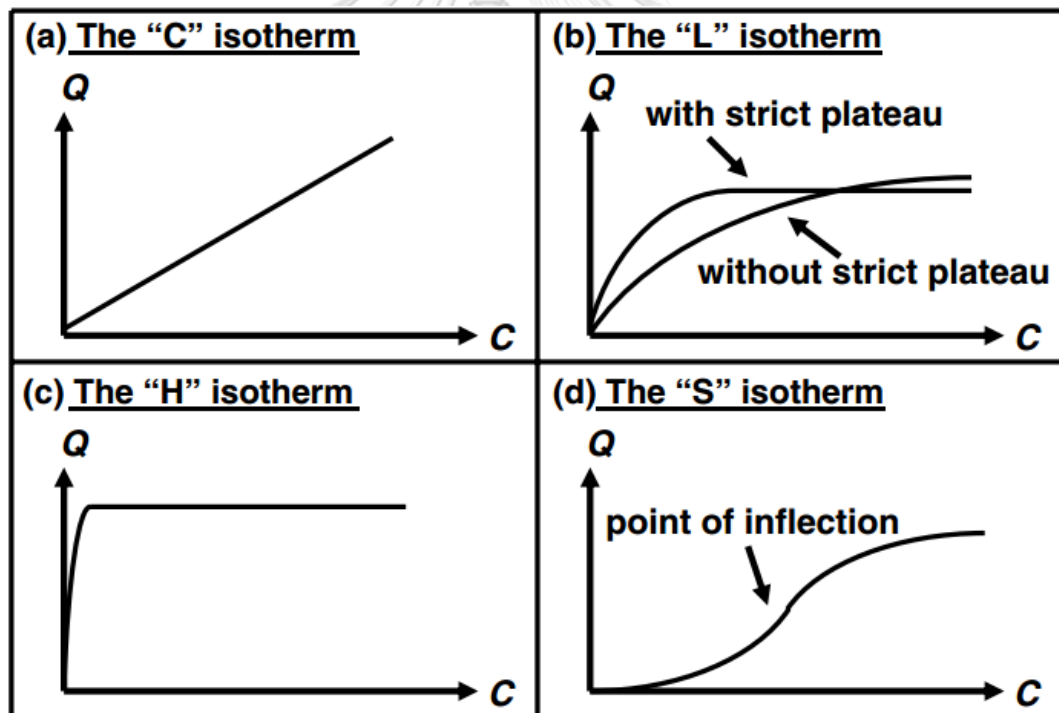 (a) The “C” isotherm
Q
C
(b) The “L” isotherm
Q
with strict plateau
without strict plateau
C
(c) The “H” isotherm
Q
C
(d) The “S” isotherm
Q
point of inflection
C